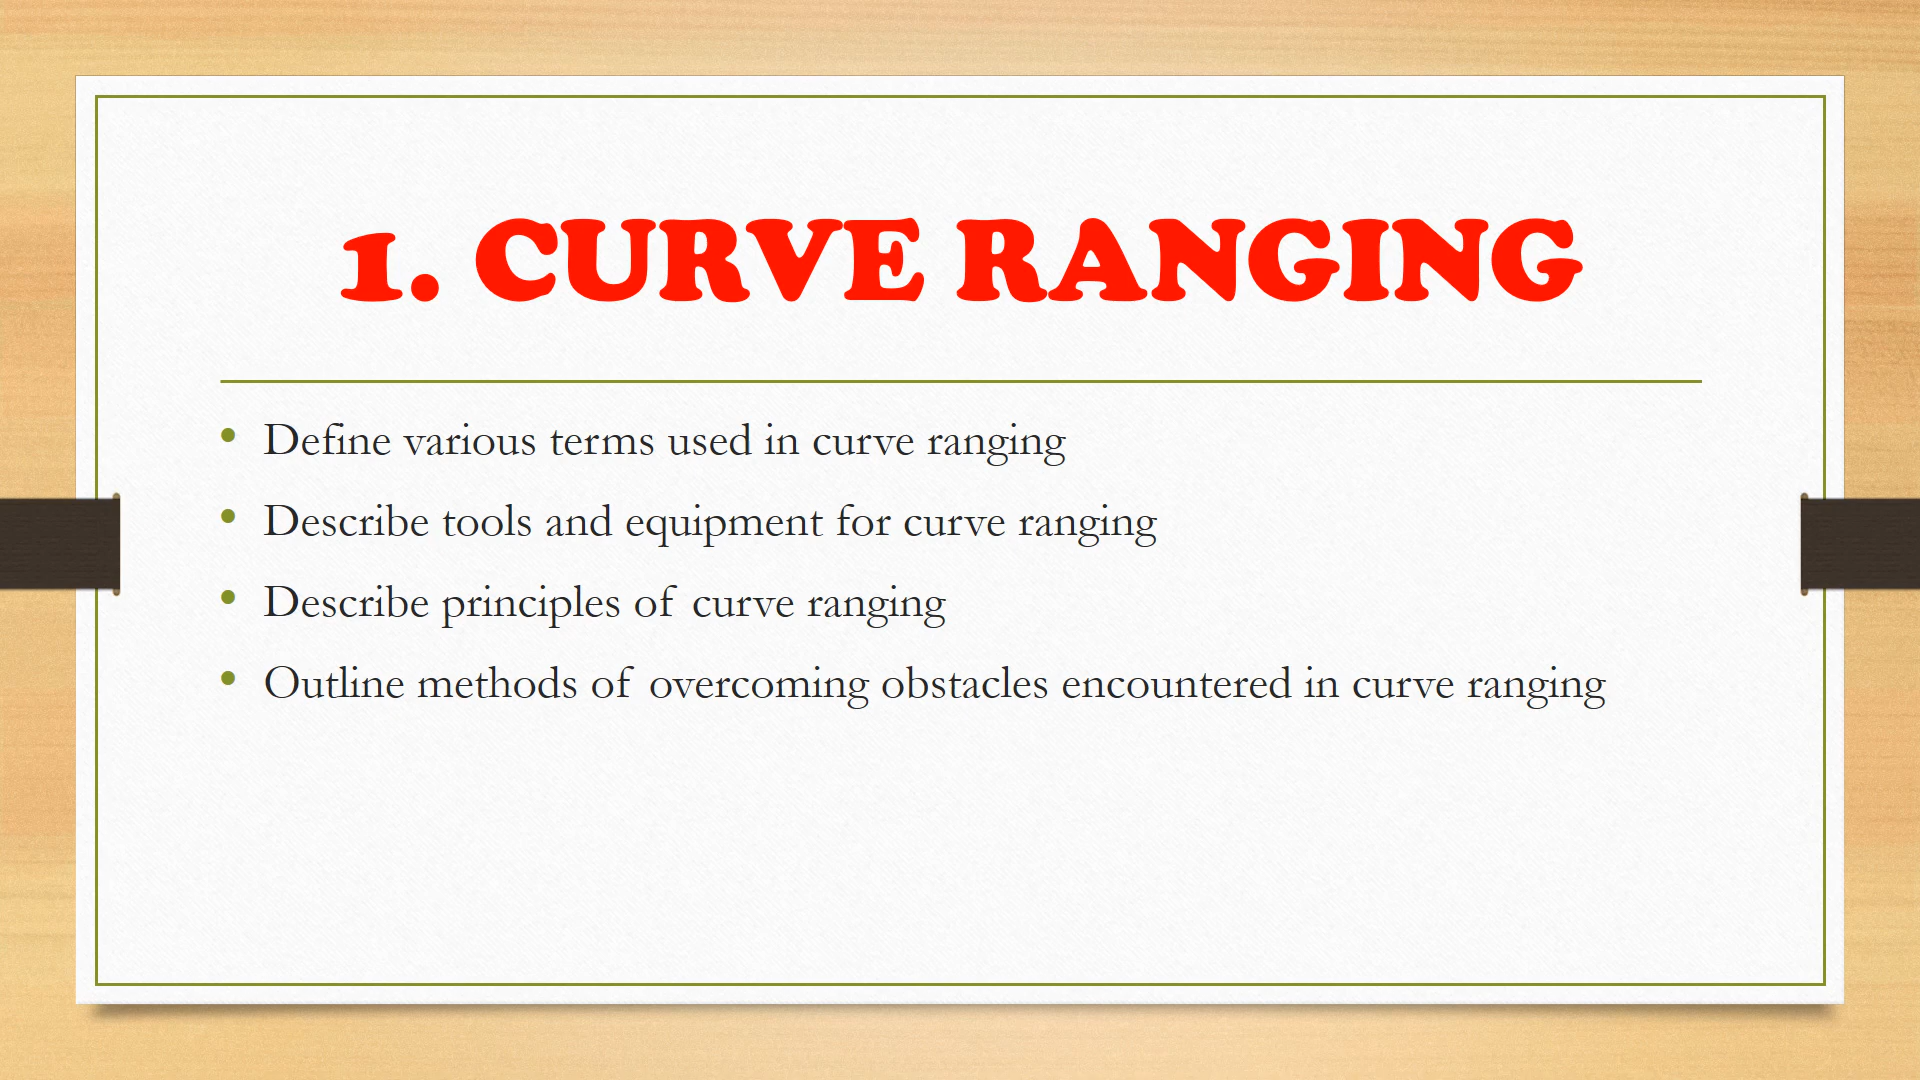 1. CURVE RANGING
• Define various terms used in curve ranging
• Describe tools and equipment for curve ranging
• Describe principles of curve ranging
• Outline methods of overcoming obstacles encountered in curve ranging